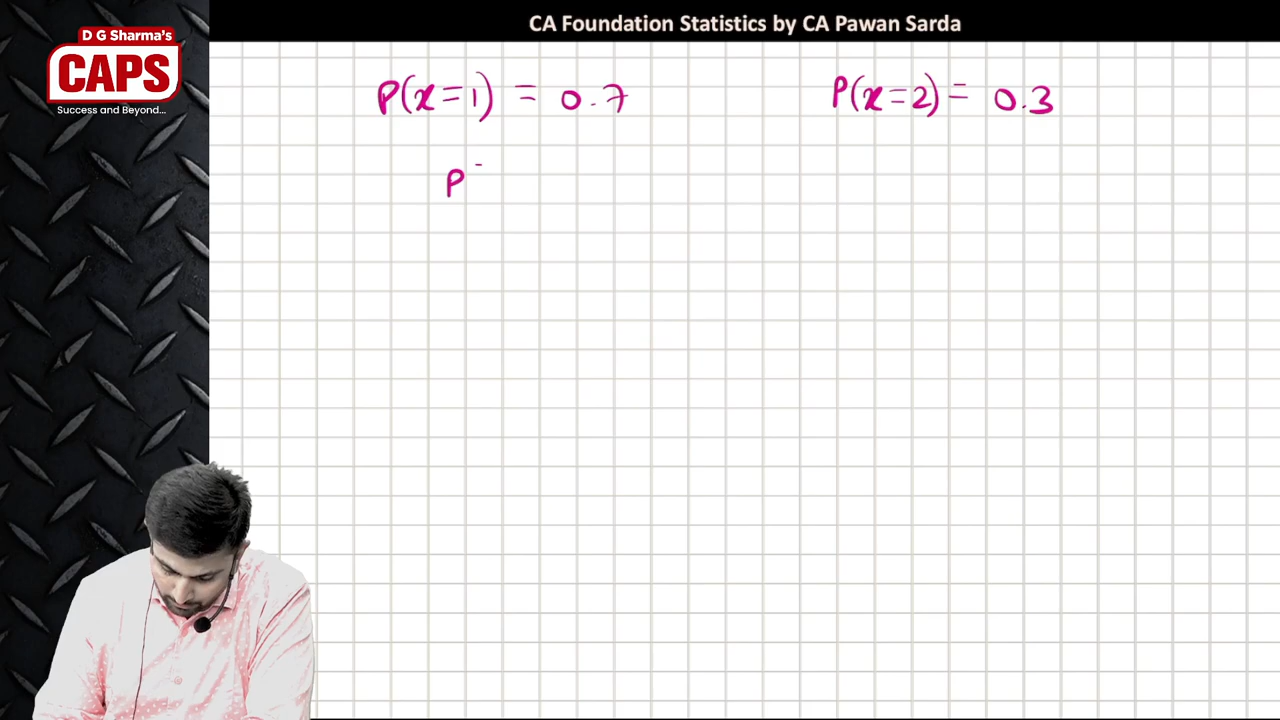 CA Foundation Statistics by CA Pawan Sarda
D G Sharma's
CAPS
Success and Beyond...
P(x=1) = 0.7
P(x=2) = 0.3
P -